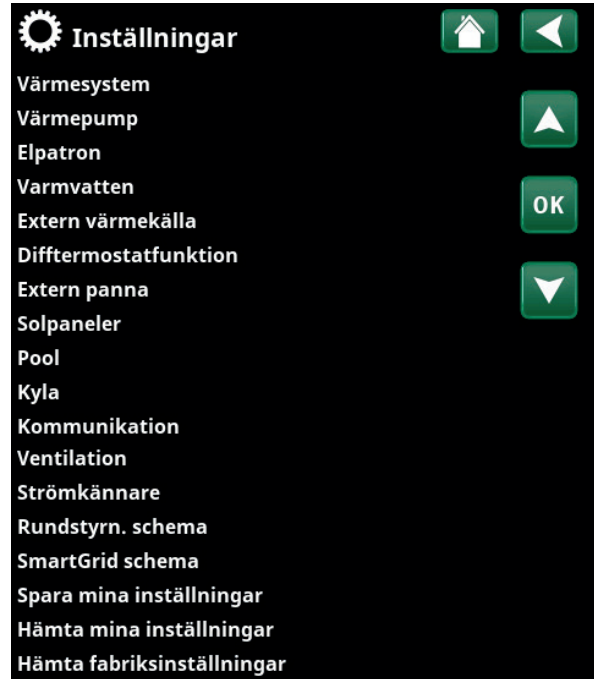 Inställningar
Värmesystem
Värmepump
Elpatron
Varmvatten
OK
Extern värmekälla
Difftermostatfunktion
Extern panna
Solpaneler
Pool
Kyla
Kommunikation
Ventilation
Strömkännare
Rundstyrn. schema
SmartGrid schema
Spara mina inställningar
Hämta mina inställningar
Hämta fabriksinställningar